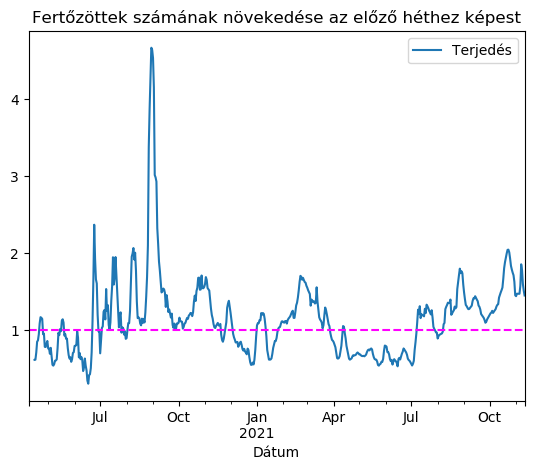 Fertőzöttek számának növekedése az előző héthez képest
Terjedés
4
3
2
1
Jul
Oct
Jan
2021
Apr
Jul
Oct
Dátum